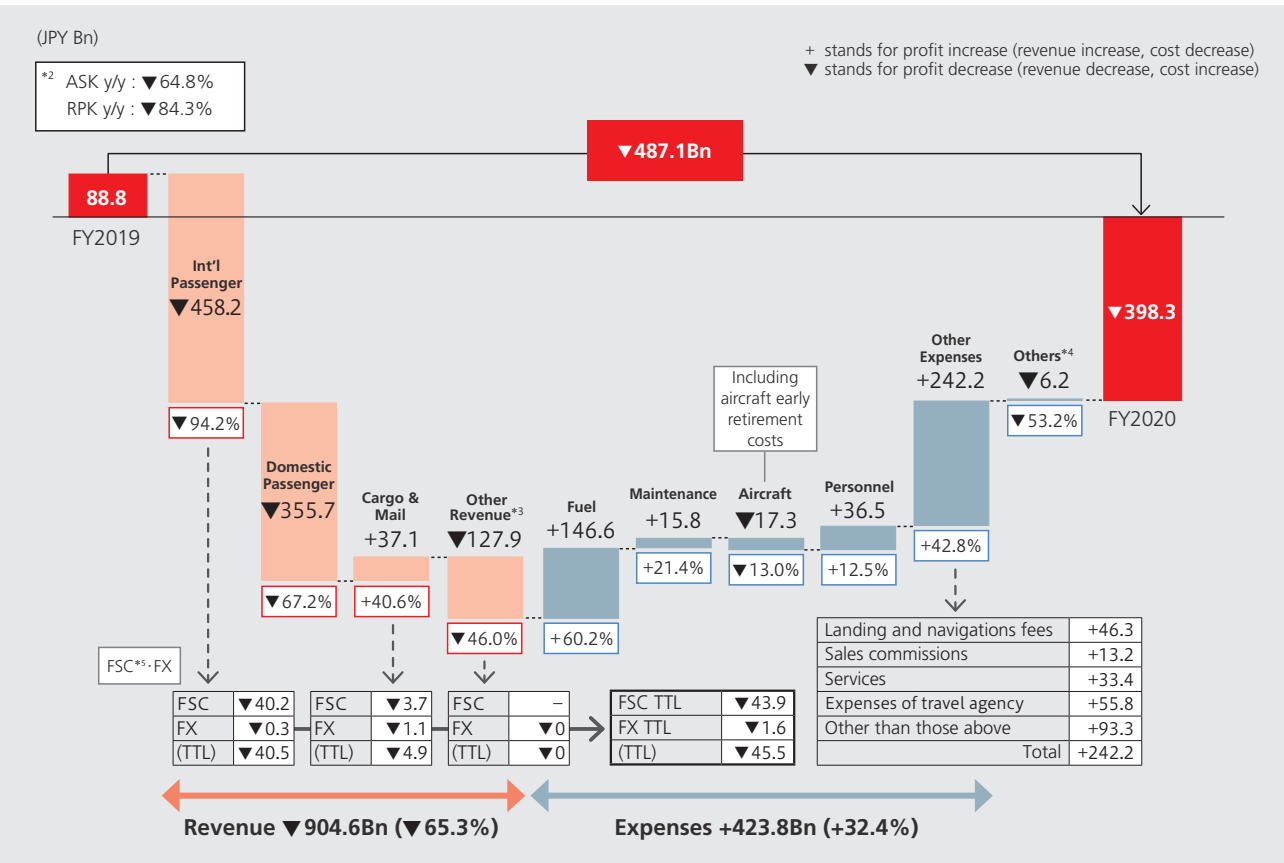 (JPY Bn)
*2 ASK y/y : ▼64.8%
RPK y/y : ▼84.3%
+ stands for profit increase (revenue increase, cost decrease)
▼ stands for profit decrease (revenue decrease, cost increase)
▼487.1Bn
88.8
FY2019
Int'l
Passenger
▼458.2
▼94.2%
Domestic
Passenger
▼355.7
▼67.2%
Cargo &
Mail
+37.1
+40.6%
Other
Revenue*3
▼127.9
▼46.0%
Fuel
+146.6
+60.2%
Maintenance
+15.8
+21.4%
Including
aircraft early
retirement
costs
Aircraft
▼17.3
▼13.0%
Personnel
+36.5
+12.5%
Other
Expenses
+242.2
+42.8%
Others*4
▼6.2
▼53.2%
▼398.3
FY2020
FSC*5·FX
FSC ▼40.2
FX ▼0.3
(TTL) ▼40.5
FSC ▼3.7
FX ▼1.1
(TTL) ▼4.9
FSC –
FX ▼0
(TTL) ▼0
FSC TTL ▼43.9
FX TTL ▼1.6
(TTL) ▼45.5
Landing and navigations fees +46.3
Sales commissions +13.2
Services +33.4
Expenses of travel agency +55.8
Other than those above +93.3
Total +242.2
Revenue ▼904.6Bn (▼65.3%)
Expenses +423.8Bn (+32.4%)